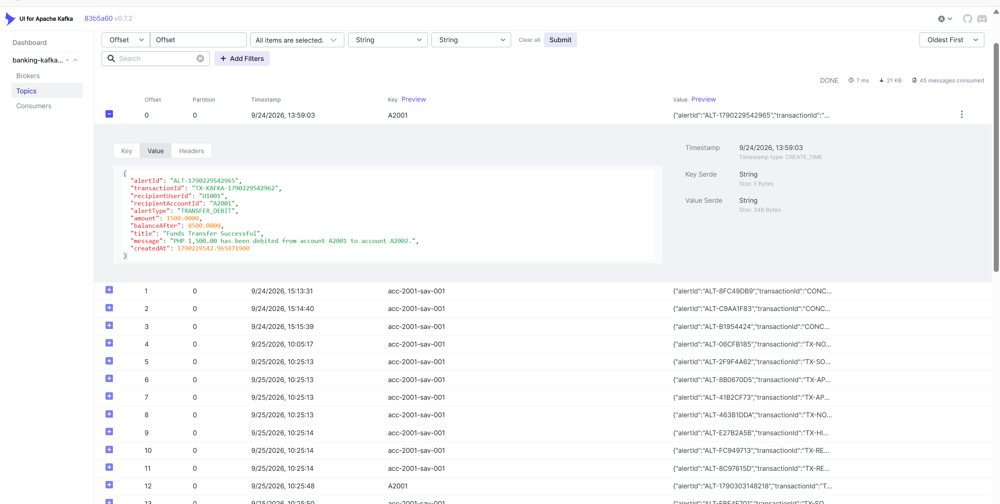 UI for Apache Kafka 83b5a60 v0.7.2 A
Dashboard
banking-kafka...
Brokers
Topics
Consumers
Offset Offset All items are selected. String String Clear all Submit Oldest First
Search + Add Filters
DONE 7 ms 21 KB 45 messages consumed
Offset Partition Timestamp Key Preview Value Preview
0 0 9/24/2026, 13:59:03 A2001 {"alertId":"ALT-1790229542965","transactionId":"...
Key Value Headers
{
"alertId": "ALT-1790229542965",
"transactionId": "TX-KAFKA-1790229542962",
"recipientUserId": "U1001",
"recipientAccountId": "A2001",
"alertType": "TRANSFER_DEBIT",
"amount": 1500.0000,
"balanceAfter": 8500.0000,
"title": "Funds Transfer Successful",
"message": "PHP 1,500.00 has been debited from account A2001 to account A2002.",
"createdAt": 1790229542.965871900
}
Timestamp 9/24/2026, 13:59:03
Timestamp type: CREATE_TIME
Key Serde String
Size: 5 Bytes
Value Serde String
Size: 348 Bytes
1 0 9/24/2026, 15:13:31 acc-2001-sav-001 {"alertId":"ALT-8FC49DB9","transactionId":"CONC...
2 0 9/24/2026, 15:14:40 acc-2001-sav-001 {"alertId":"ALT-C9AA1F83","transactionId":"CONC...
3 0 9/24/2026, 15:15:39 acc-2001-sav-001 {"alertId":"ALT-B1954424","transactionId":"CONC...
4 0 9/25/2026, 10:05:17 acc-2001-sav-001 {"alertId":"ALT-06CFB185","transactionId":"TX-NO...
5 0 9/25/2026, 10:25:13 acc-2001-sav-001 {"alertId":"ALT-2F9F4A62","transactionId":"TX-SO...
6 0 9/25/2026, 10:25:13 acc-2001-sav-001 {"alertId":"ALT-8B0670D5","transactionId":"TX-AP...
7 0 9/25/2026, 10:25:13 acc-2001-sav-001 {"alertId":"ALT-41B2CF73","transactionId":"TX-AP...
8 0 9/25/2026, 10:25:13 acc-2001-sav-001 {"alertId":"ALT-463B1DDA","transactionId":"TX-NO...
9 0 9/25/2026, 10:25:14 acc-2001-sav-001 {"alertId":"ALT-E27B2A5B","transactionId":"TX-HI...
10 0 9/25/2026, 10:25:14 acc-2001-sav-001 {"alertId":"ALT-FC949713","transactionId":"TX-RE...
11 0 9/25/2026, 10:25:14 acc-2001-sav-001 {"alertId":"ALT-8C97615D","transactionId":"TX-RE...
12 0 9/25/2026, 10:25:48 A2001 {"alertId":"ALT-1790303148218","transactionId":"T...
13 0 9/25/2026, 10:25:50 acc-2001-sav-001